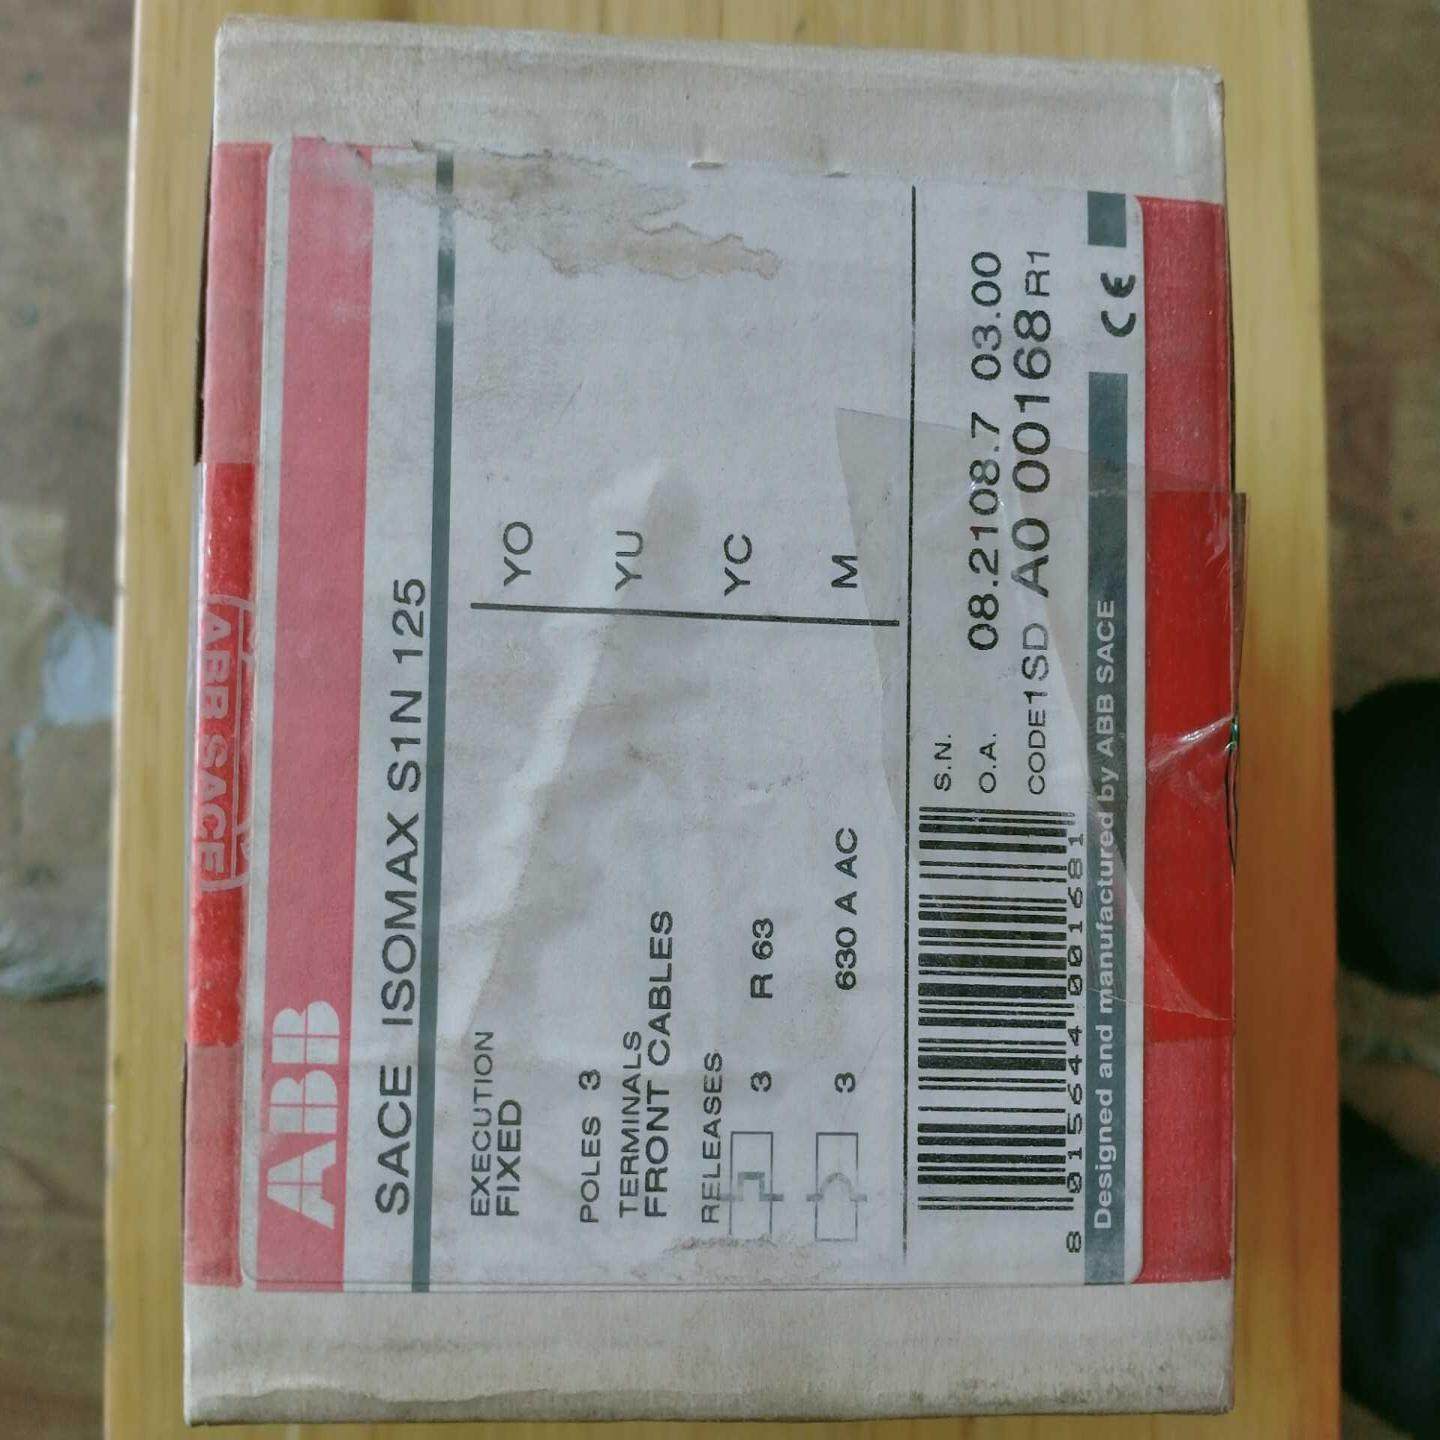 ABB SACE
ABB
SACE ISOMAX S1N 125
EXECUTION
FIXED
POLES 3
TERMINALS
FRONT CABLES
RELEASES
3 R 63
3 630 A AC
YO
YU
YC
M
S.N.
O.A. 08.2108.7 03.00
CODE 1SD A0 00168 R1
8 015644 001681
Designed and manufactured by ABB SACE
CE